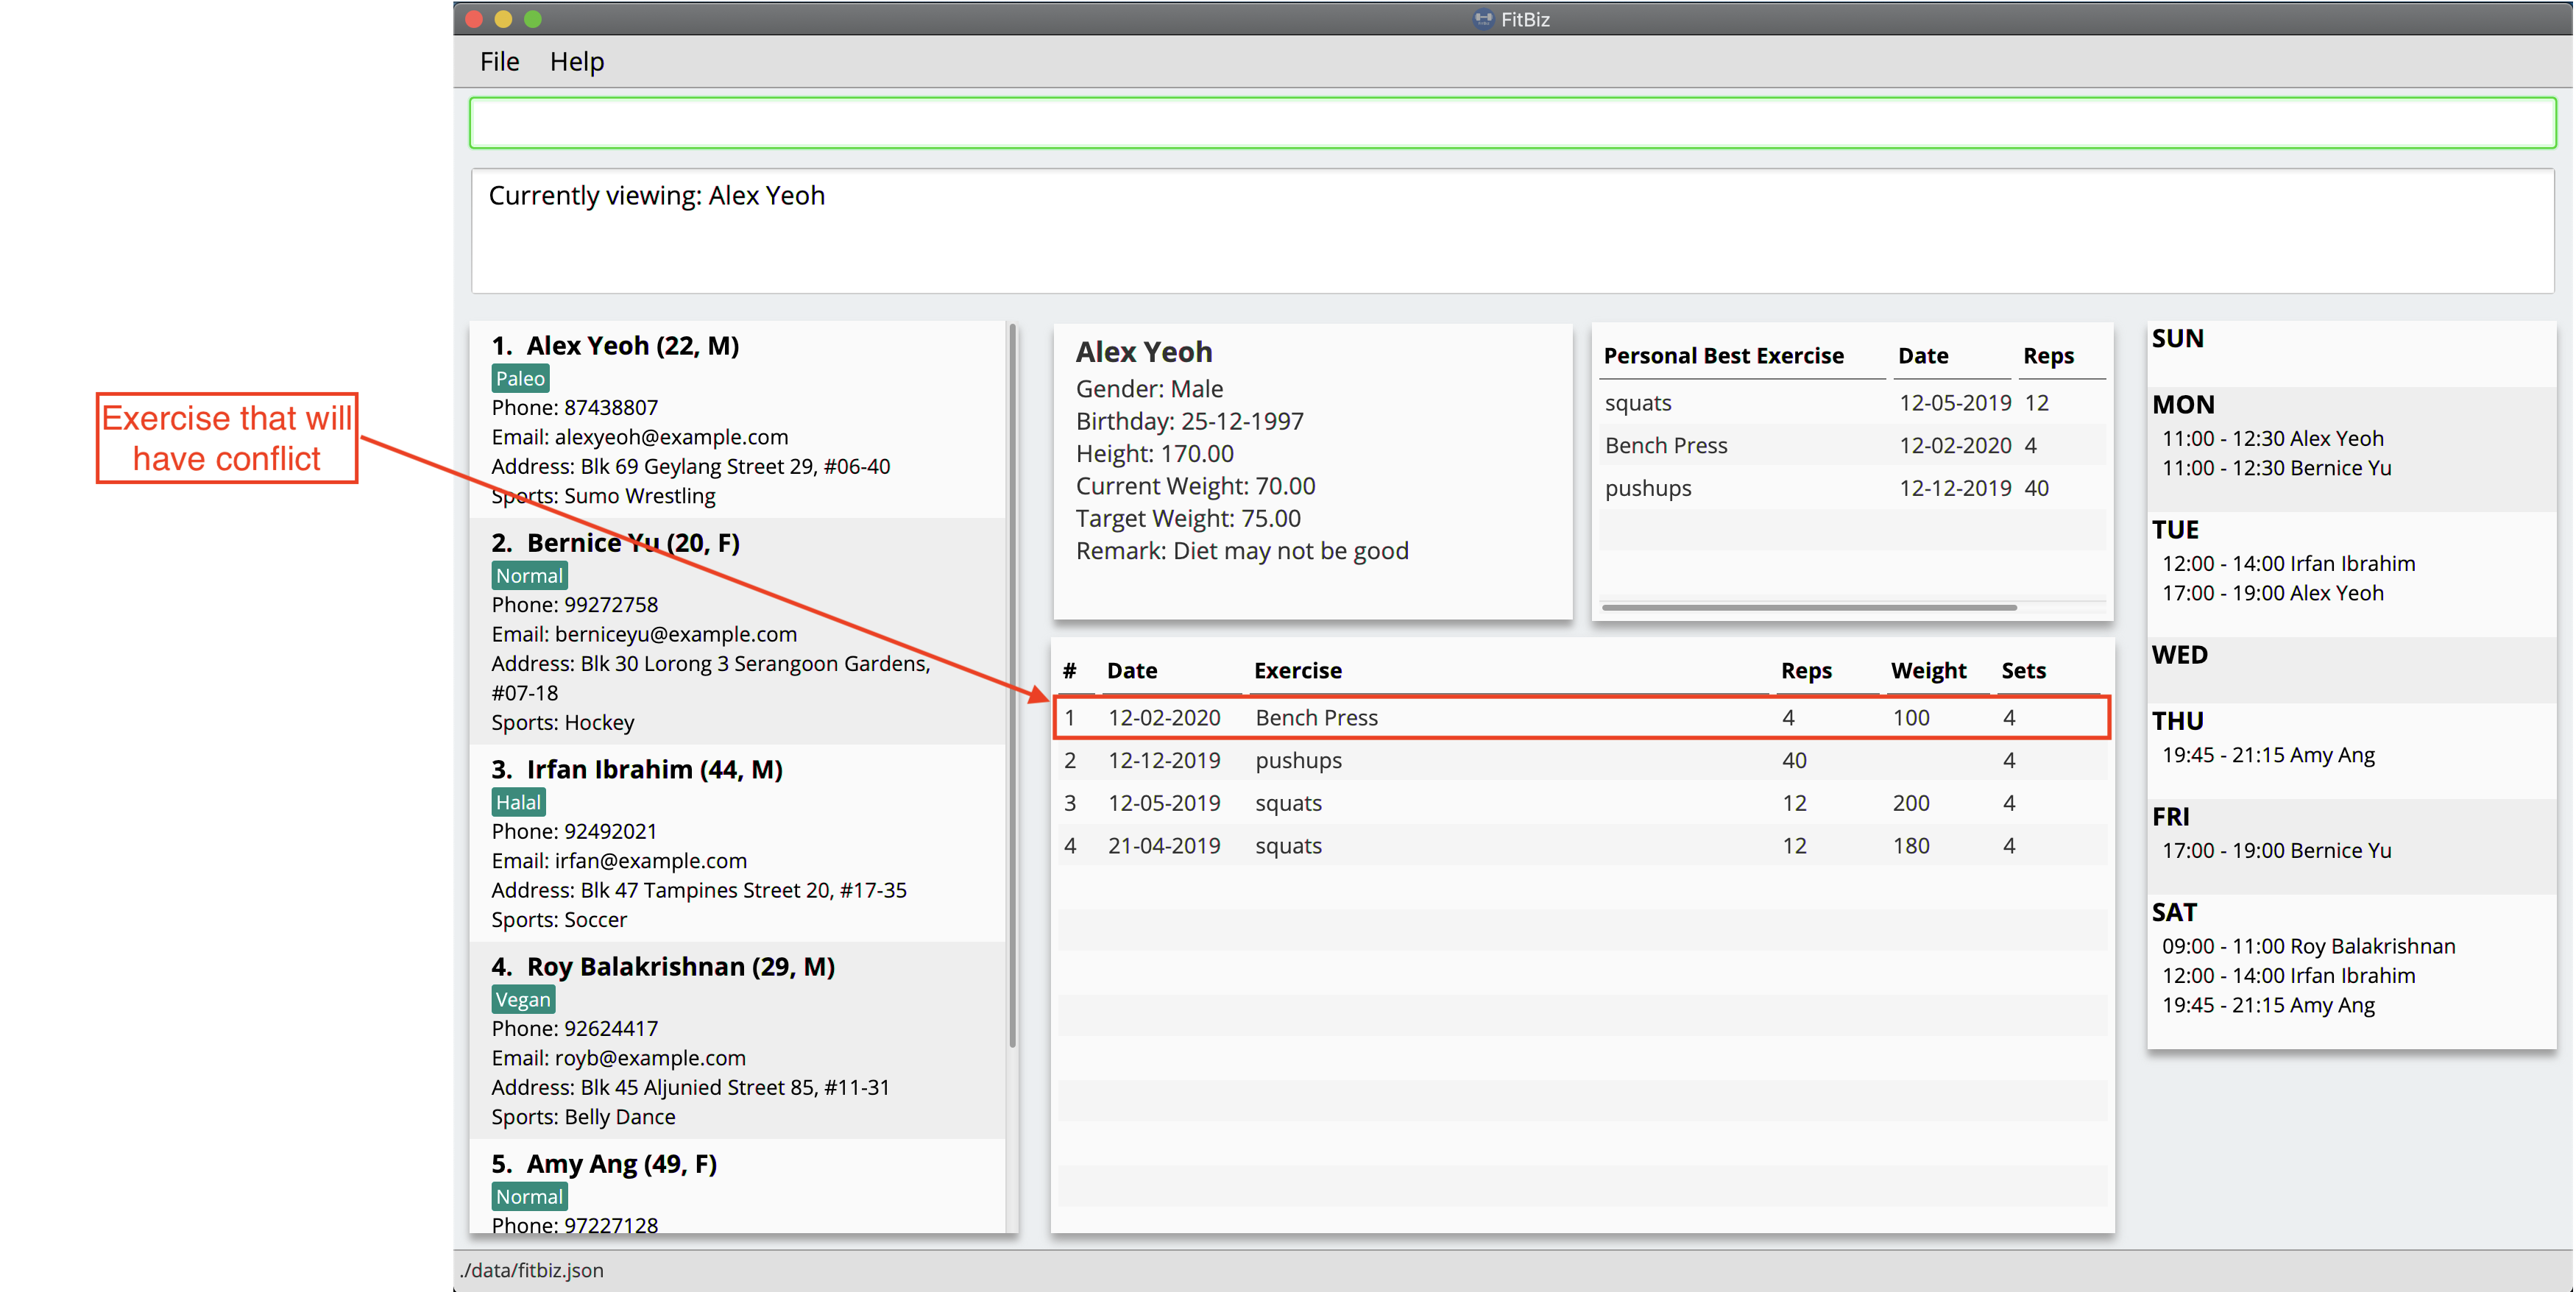 FitBiz
File Help
Currently viewing: Alex Yeoh
Exercise that will
have conflict
1. Alex Yeoh (22, M)
Paleo
Phone: 87438807
Email: alexyeoh@example.com
Address: Blk 69 Geylang Street 29, #06-40
Sports: Sumo Wrestling
2. Bernice Yu (20, F)
Normal
Phone: 99272758
Email: berniceyu@example.com
Address: Blk 30 Lorong 3 Serangoon Gardens,
#07-18
Sports: Hockey
3. Irfan Ibrahim (44, M)
Halal
Phone: 92492021
Email: irfan@example.com
Address: Blk 47 Tampines Street 20, #17-35
Sports: Soccer
4. Roy Balakrishnan (29, M)
Vegan
Phone: 92624417
Email: royb@example.com
Address: Blk 45 Aljunied Street 85, #11-31
Sports: Belly Dance
5. Amy Ang (49, F)
Normal
Phone: 97227128
Alex Yeoh
Gender: Male
Birthday: 25-12-1997
Height: 170.00
Current Weight: 70.00
Target Weight: 75.00
Remark: Diet may not be good
Personal Best Exercise Date Reps
squats 12-05-2019 12
Bench Press 12-02-2020 4
pushups 12-12-2019 40
# Date Exercise Reps Weight Sets
1 12-02-2020 Bench Press 4 100 4
2 12-12-2019 pushups 40 4
3 12-05-2019 squats 12 200 4
4 21-04-2019 squats 12 180 4
SUN
MON
11:00 - 12:30 Alex Yeoh
11:00 - 12:30 Bernice Yu
TUE
12:00 - 14:00 Irfan Ibrahim
17:00 - 19:00 Alex Yeoh
WED
THU
19:45 - 21:15 Amy Ang
FRI
17:00 - 19:00 Bernice Yu
SAT
09:00 - 11:00 Roy Balakrishnan
12:00 - 14:00 Irfan Ibrahim
19:45 - 21:15 Amy Ang
./data/fitbiz.json